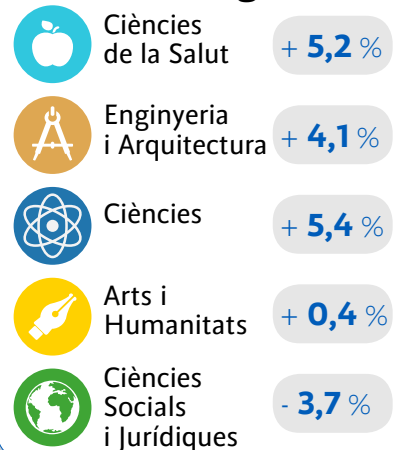 Ciències
de la Salut
+ 5,2 %
Enginyeria
i Arquitectura
+ 4,1 %
Ciències
+ 5,4 %
Arts i
Humanitats
+ 0,4 %
Ciències
Socials
i Jurídiques
- 3,7 %